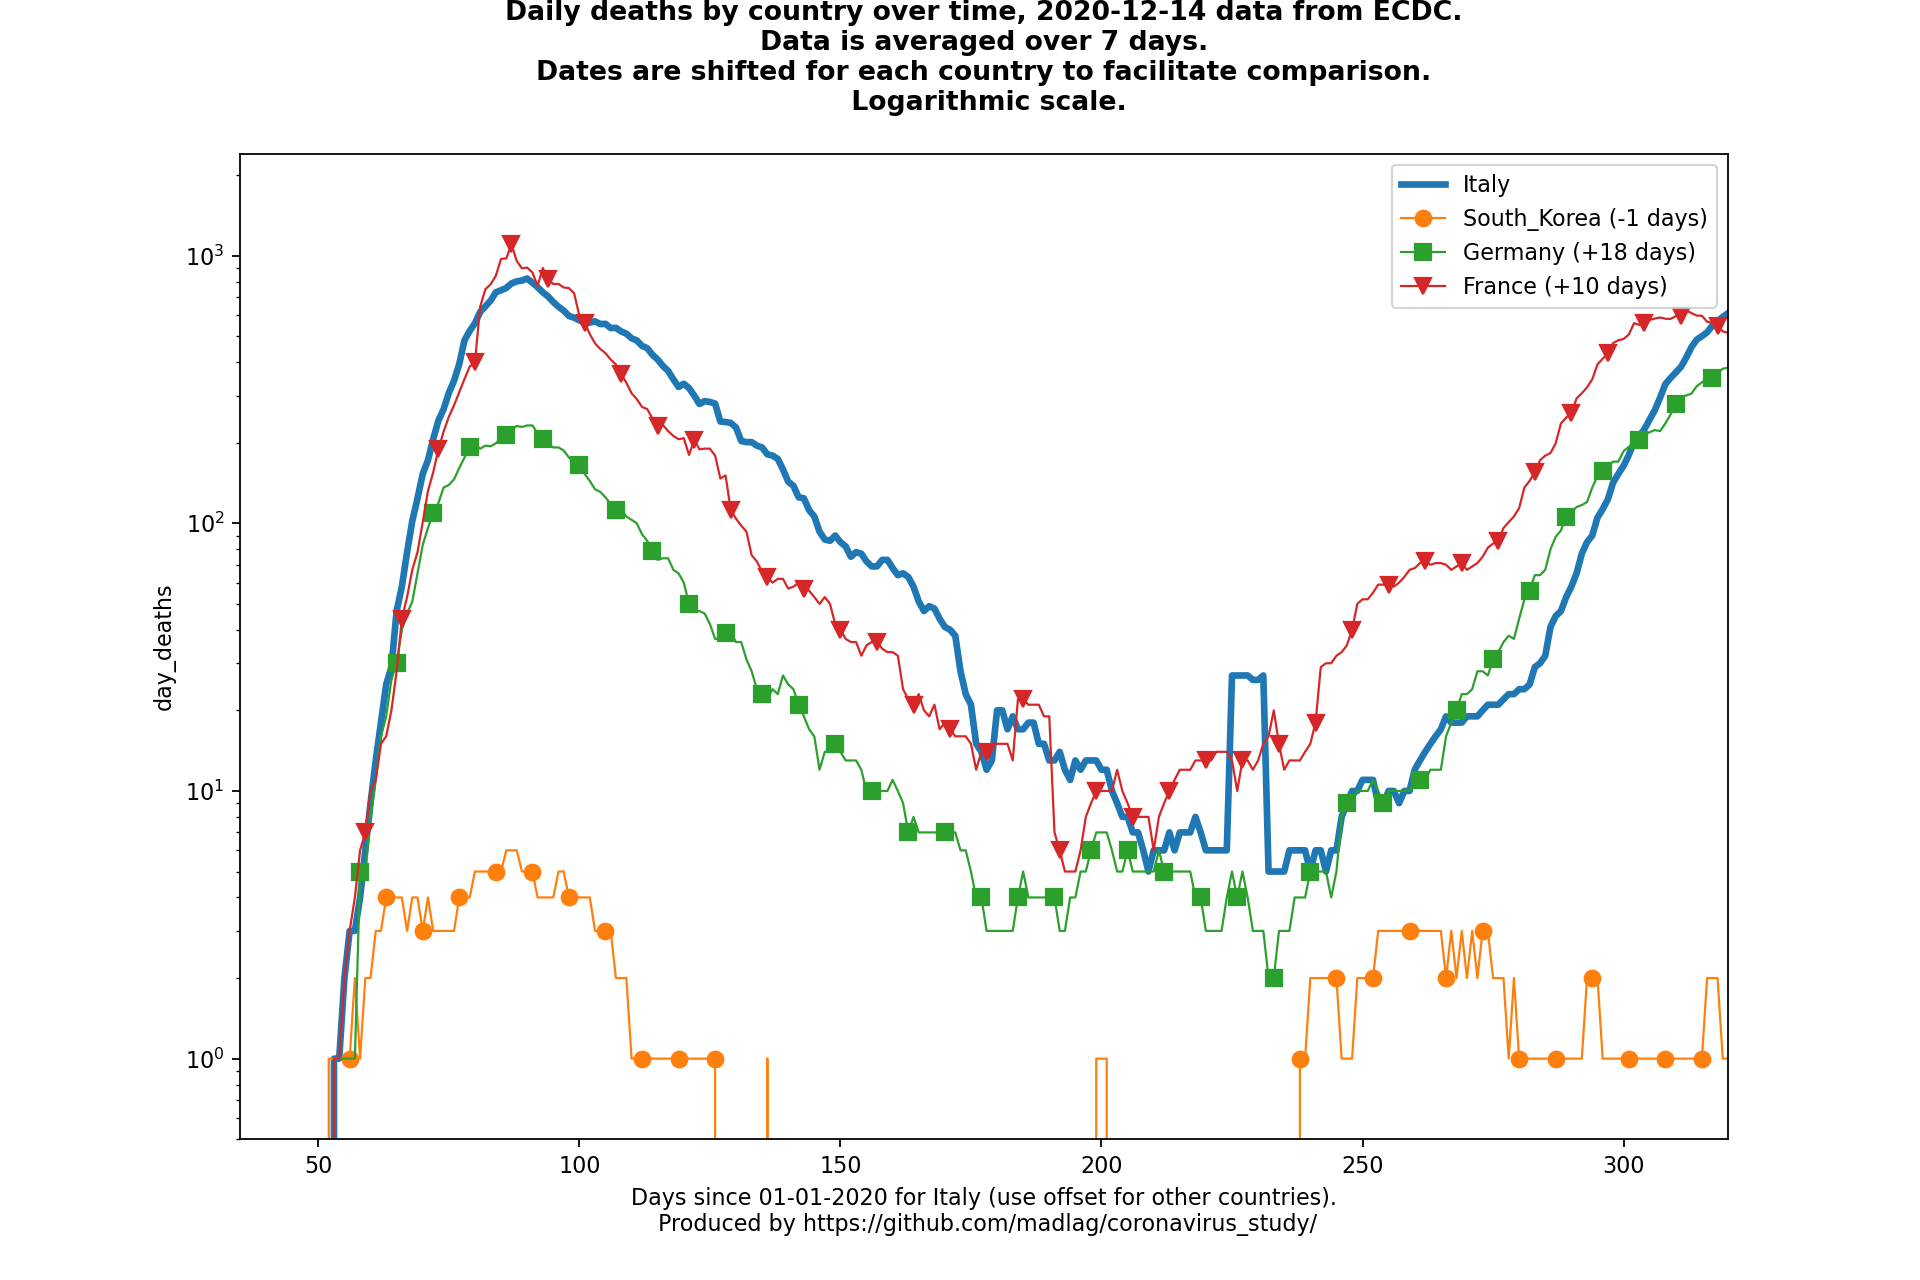 Daily deaths by country over time, 2020-12-14 data from ECDC.
Data is averaged over 7 days.
Dates are shifted for each country to facilitate comparison.
Logarithmic scale.
Italy
South_Korea (-1 days)
Germany (+18 days)
France (+10 days)
day_deaths
10³
10²
10¹
10⁰
50
100
150
200
250
300
Days since 01-01-2020 for Italy (use offset for other countries).
Produced by https://github.com/madlag/coronavirus_study/